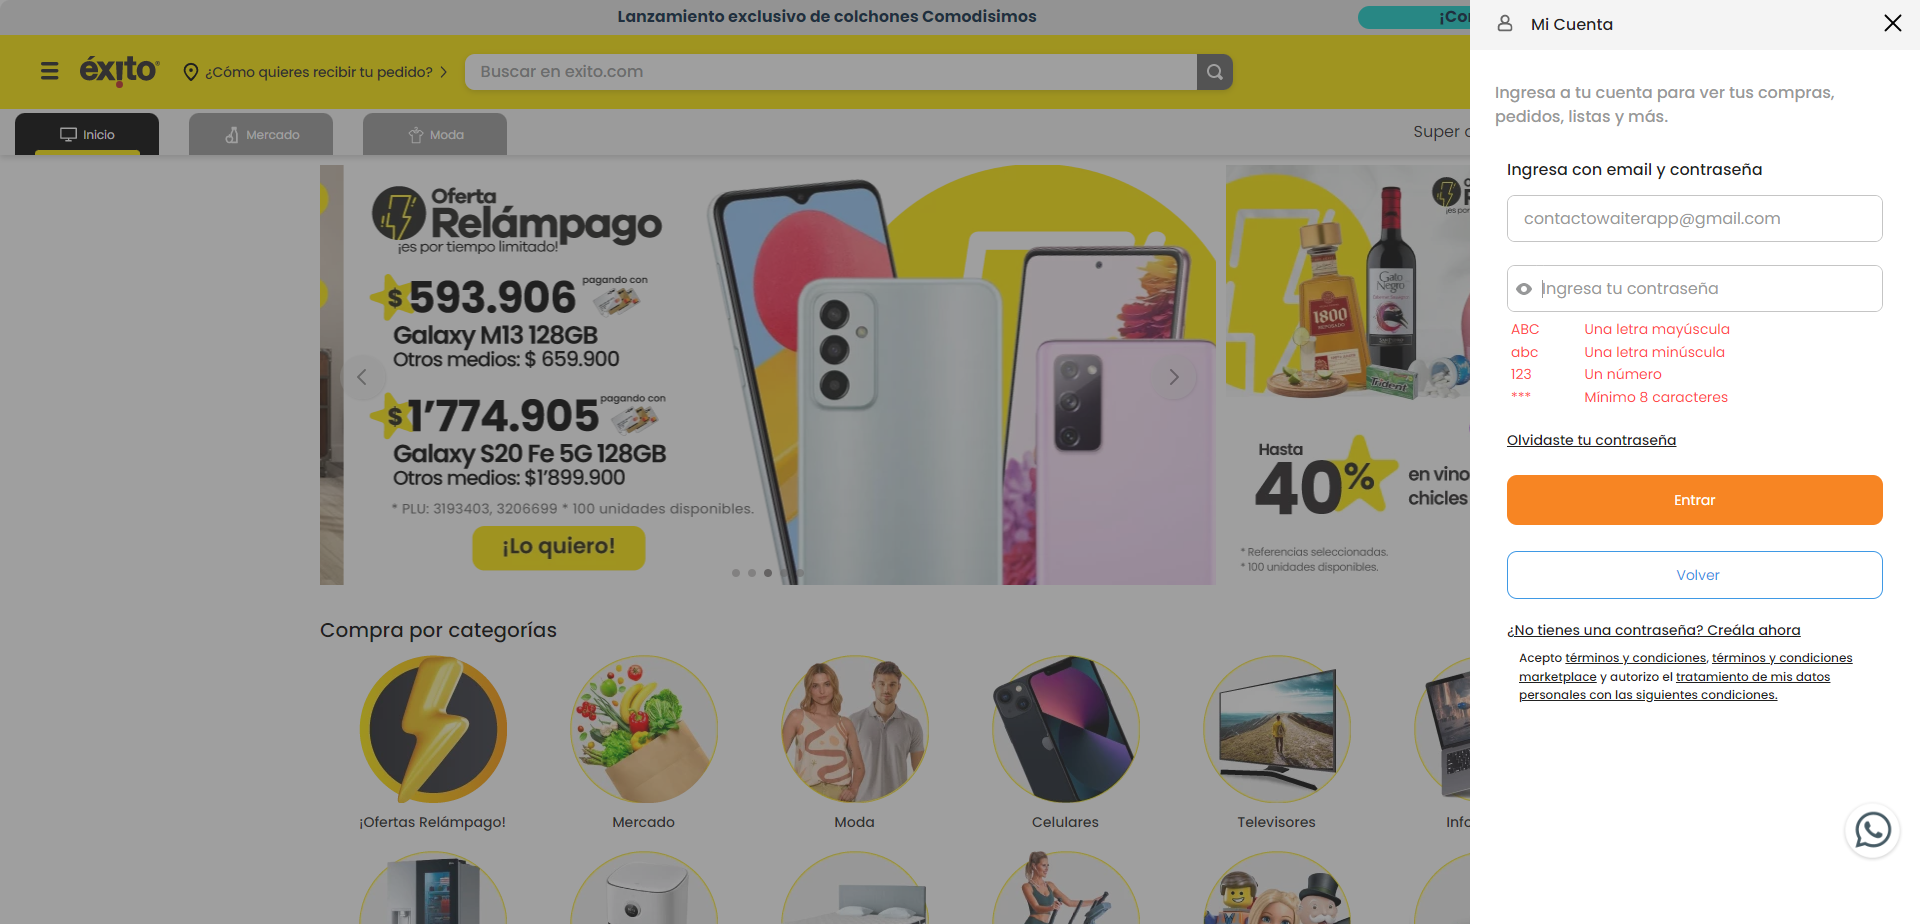 Lanzamiento exclusivo de colchones Comodisimos
éxito
¿Cómo quieres recibir tu pedido?
Buscar en exito.com
Inicio
Mercado
Moda
Super
Oferta
Relámpago
¡es por tiempo limitado!
$593.906
pagando con
Galaxy M13 128GB
Otros medios: $ 659.900
$1'774.905
pagando con
Galaxy S20 Fe 5G 128GB
Otros medios: $1'899.900
* PLU: 3193403, 3206699 * 100 unidades disponibles.
¡Lo quiero!
1800
Gato
Negro
Trident
Hasta
40%
en vino
chicles
* Referencias seleccionadas.
* 100 unidades disponibles.
Compra por categorías
¡Ofertas Relámpago!
Mercado
Moda
Celulares
Televisores
Mi Cuenta
Ingresa a tu cuenta para ver tus compras,
pedidos, listas y más.
Ingresa con email y contraseña
contactowaiterapp@gmail.com
Ingresa tu contraseña
ABC Una letra mayúscula
abc Una letra minúscula
123 Un número
*** Mínimo 8 caracteres
Olvidaste tu contraseña
Entrar
Volver
¿No tienes una contraseña? Creála ahora
Acepto términos y condiciones, términos y condiciones
marketplace y autorizo el tratamiento de mis datos
personales con las siguientes condiciones.